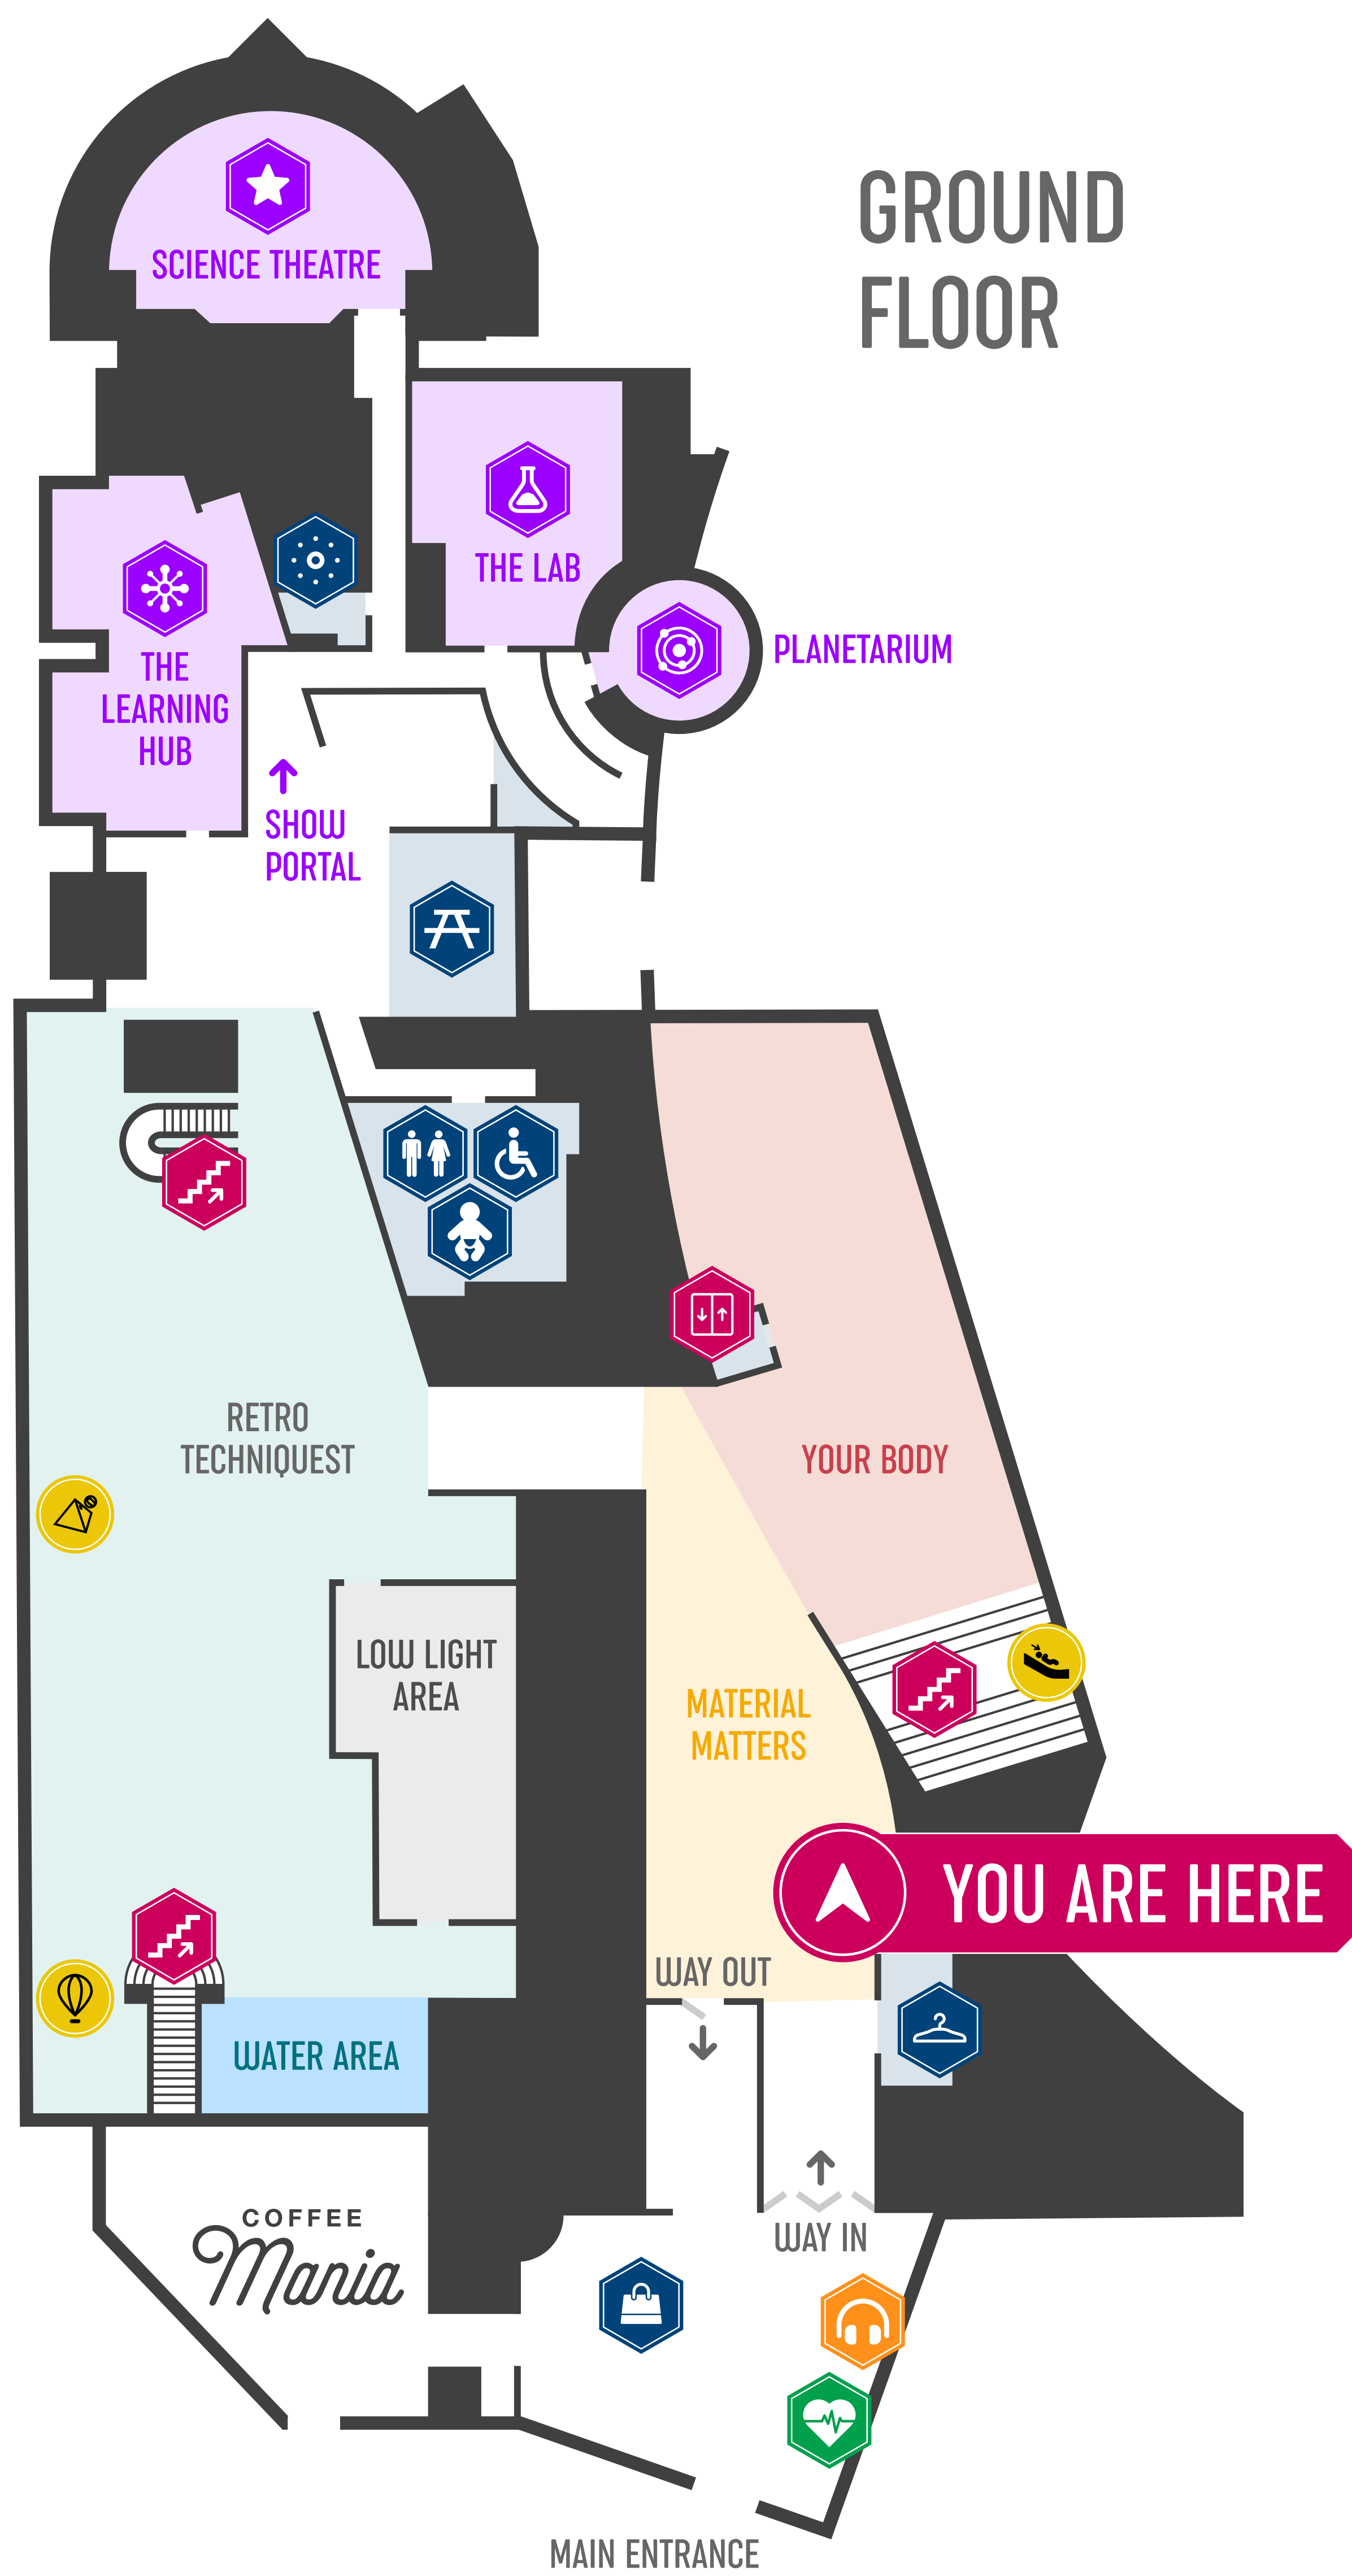 GROUND
FLOOR
SCIENCE THEATRE
THE LAB
PLANETARIUM
THE
LEARNING
HUB
SHOW
PORTAL
RETRO
TECHNIQUEST
YOUR BODY
LOW LIGHT
AREA
MATERIAL
MATTERS
YOU ARE HERE
WAY OUT
WATER AREA
COFFEE
Mania
WAY IN
MAIN ENTRANCE